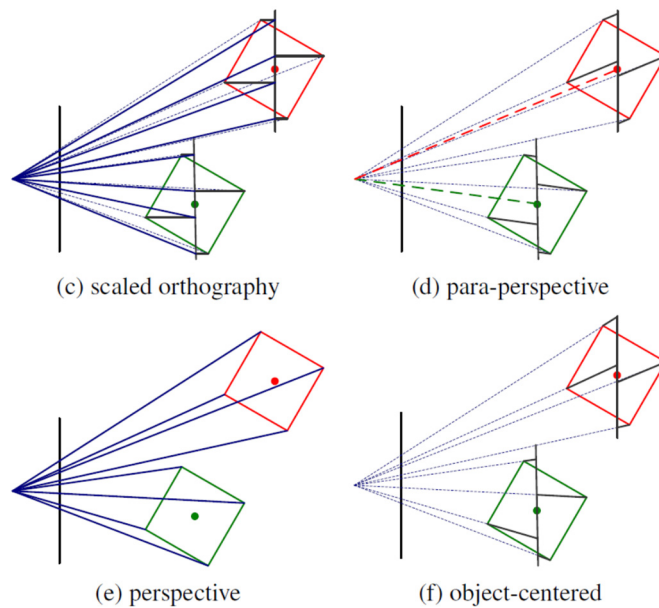 (c) scaled orthography
(d) para-perspective
(e) perspective
(f) object-centered